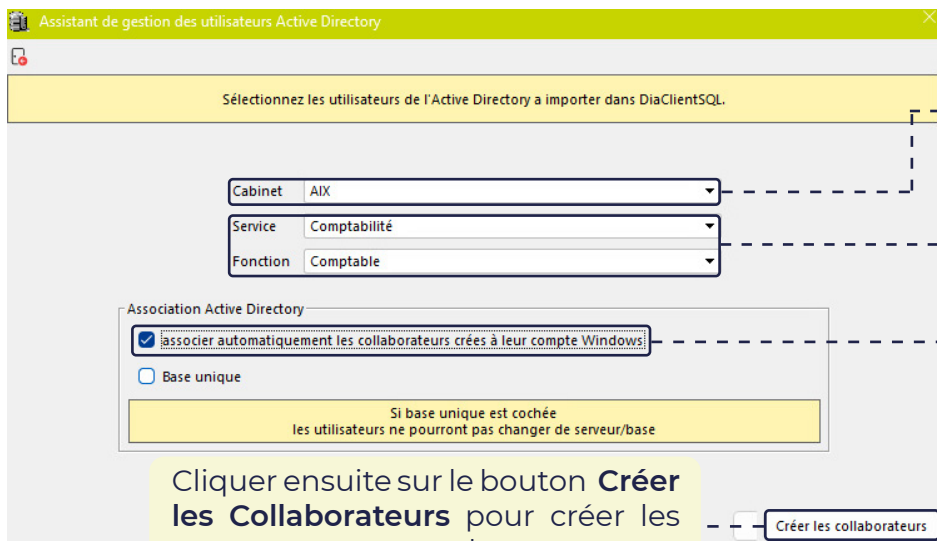 Assistant de gestion des utilisateurs Active Directory
Sélectionnez les utilisateurs de l'Active Directory a importer dans DiaClientSQL.
Cabinet AIX
Service Comptabilité
Fonction Comptable
Association Active Directory
associer automatiquement les collaborateurs crées à leur compte Windows
Base unique
Si base unique est cochée
les utilisateurs ne pourront pas changer de serveur/base
Cliquer ensuite sur le bouton Créer
les Collaborateurs pour créer les
Créer les collaborateurs